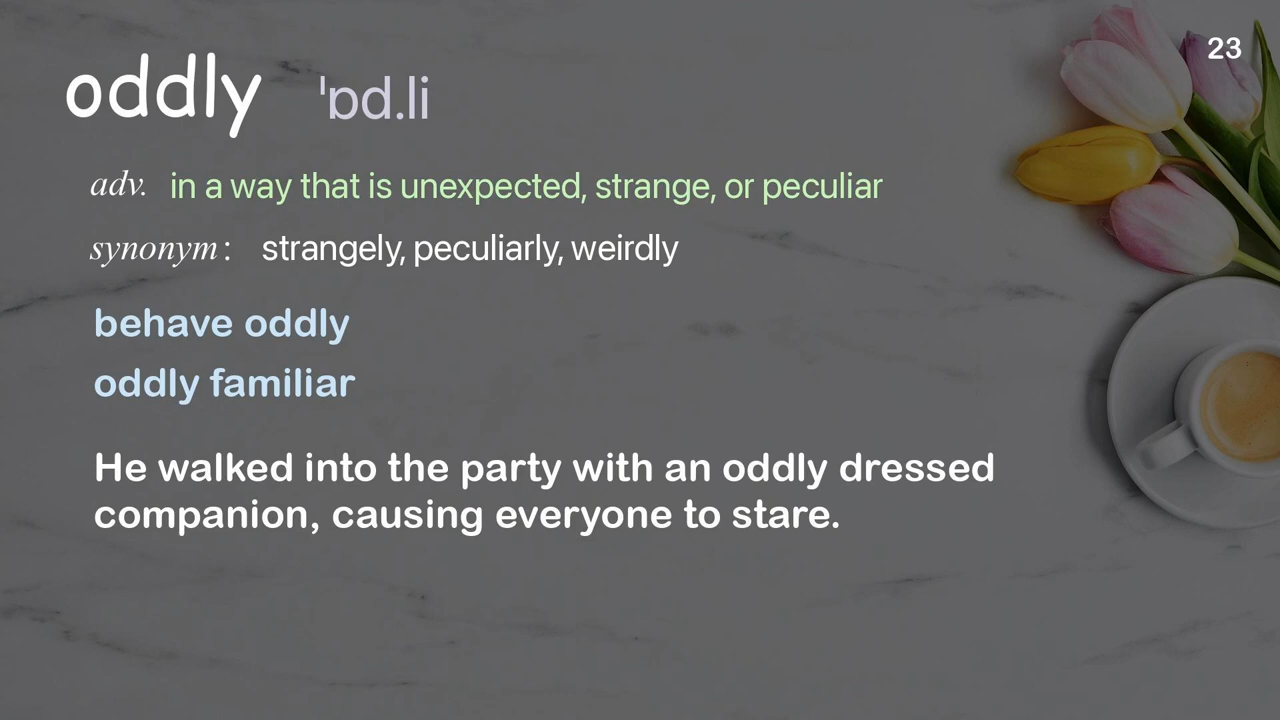 23
oddly ˈɒd.li
adv. in a way that is unexpected, strange, or peculiar
synonym: strangely, peculiarly, weirdly
behave oddly
oddly familiar
He walked into the party with an oddly dressed
companion, causing everyone to stare.